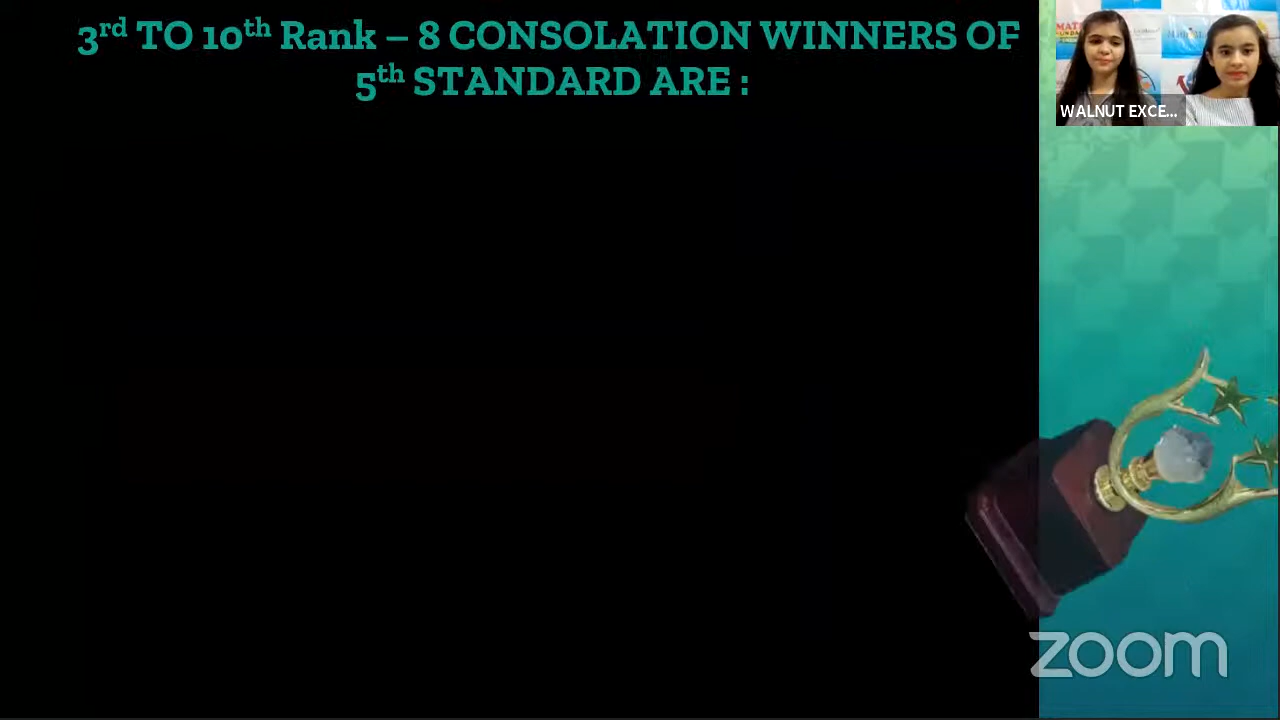 3rd TO 10th Rank – 8 CONSOLATION WINNERS OF
5th STANDARD ARE :
WALNUT EXCE...
zoom